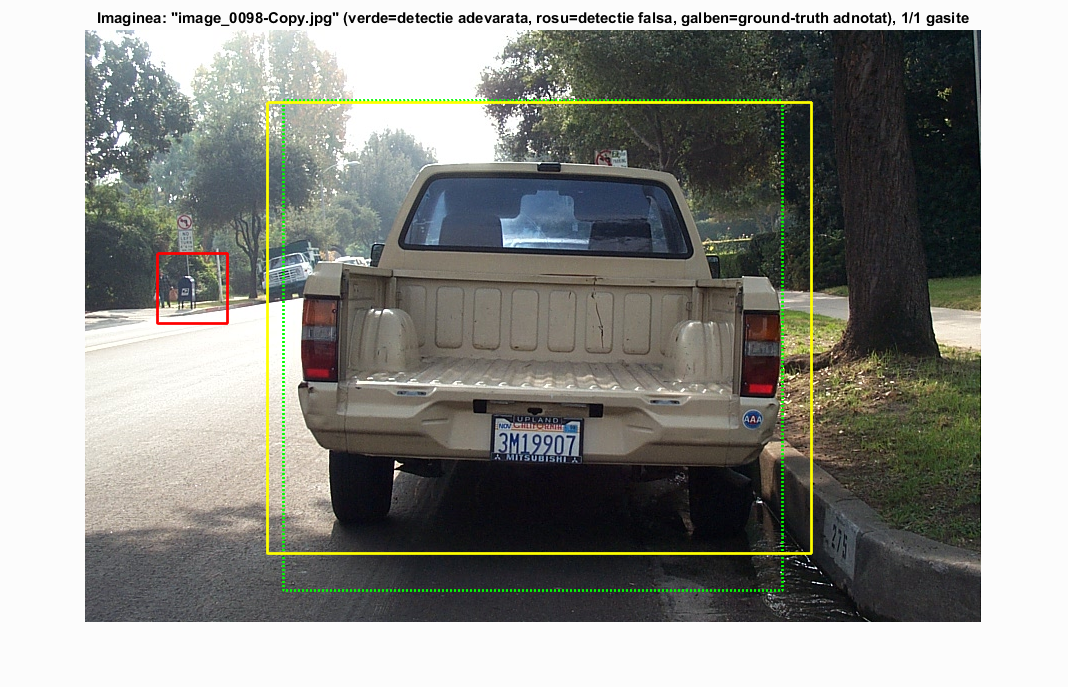 Imaginea: "image_0098-Copy.jpg" (verde=detectie adevarata, rosu=detectie falsa, galben=ground-truth adnotat), 1/1 gasite
NO
UPLAND
NOV CALIFORNIA
3M19907
MITSUBISHI
AAA
275